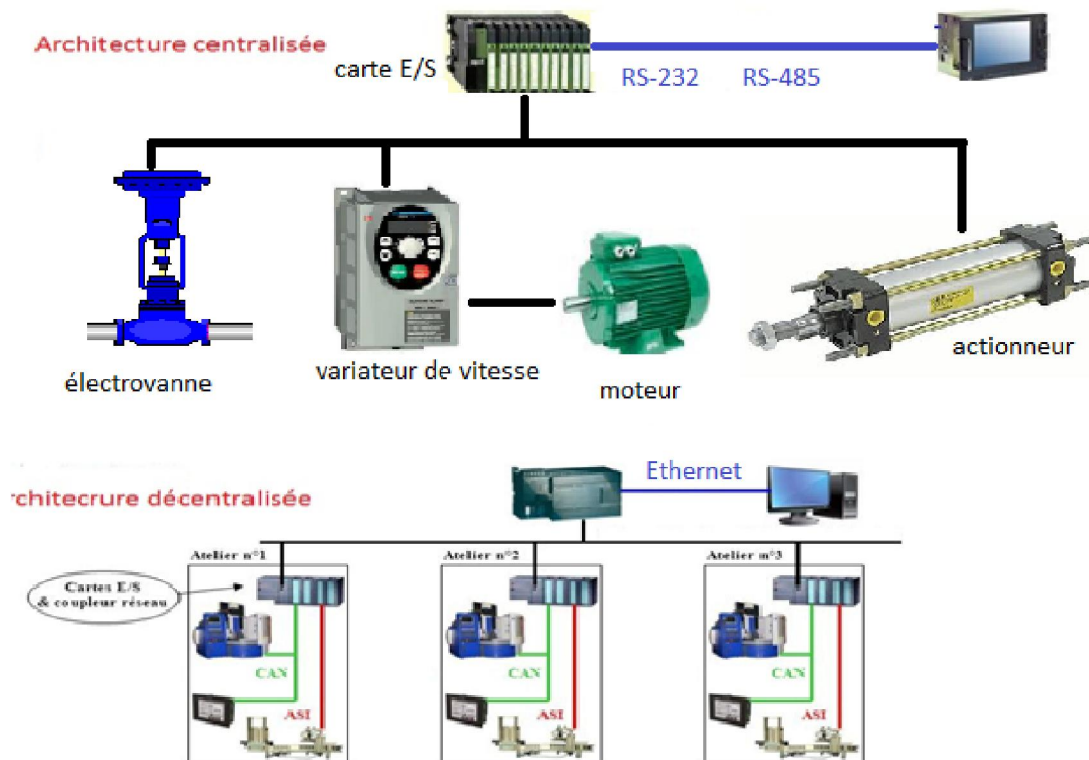 Architecture centralisée
carte E/S
RS-232 RS-485
électrovanne
variateur de vitesse
moteur
actionneur
Ethernet
rchitecrure décentralisée
Atelier n°1
Atelier n°2
Atelier n°3
Cartes E/S
& coupleur réseau
CAN
CAN
CAN
ASI
ASI
ASI